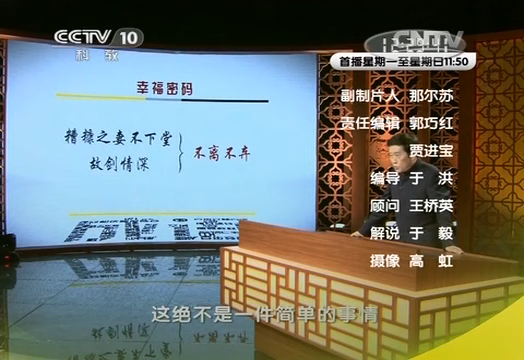 CCTV 10
科教
CNTV
首播星期一至星期日11:50
幸福密码
糟糠之妻不下堂
故剑情深
不离不弃
副制片人 那尔苏
责任编辑 郭巧红
贾进宝
编导 于 洪
顾问 王桥英
解说 于 毅
摄像 高 虹
这绝不是一件简单的事情